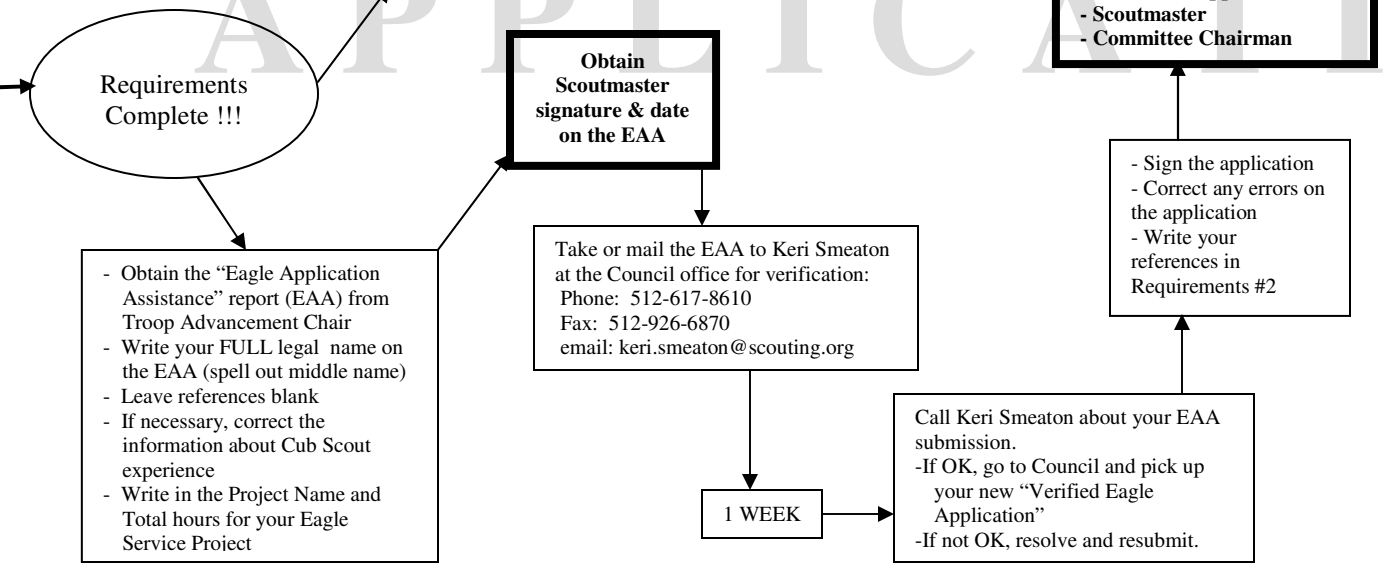 A P P L I C A T I
Requirements
Complete !!!
- Obtain the “Eagle Application
Assistance” report (EAA) from
Troop Advancement Chair
- Write your FULL legal name on
the EAA (spell out middle name)
- Leave references blank
- If necessary, correct the
information about Cub Scout
experience
- Write in the Project Name and
Total hours for your Eagle
Service Project
Obtain
Scoutmaster
signature & date
on the EAA
Take or mail the EAA to Keri Smeaton
at the Council office for verification:
Phone: 512-617-8610
Fax: 512-926-6870
email: keri.smeaton@scouting.org
1 WEEK
Call Keri Smeaton about your EAA
submission.
-If OK, go to Council and pick up
your new “Verified Eagle
Application”
-If not OK, resolve and resubmit.
- Sign the application
- Correct any errors on
the application
- Write your
references in
Requirements #2
- Scoutmaster
- Committee Chairman